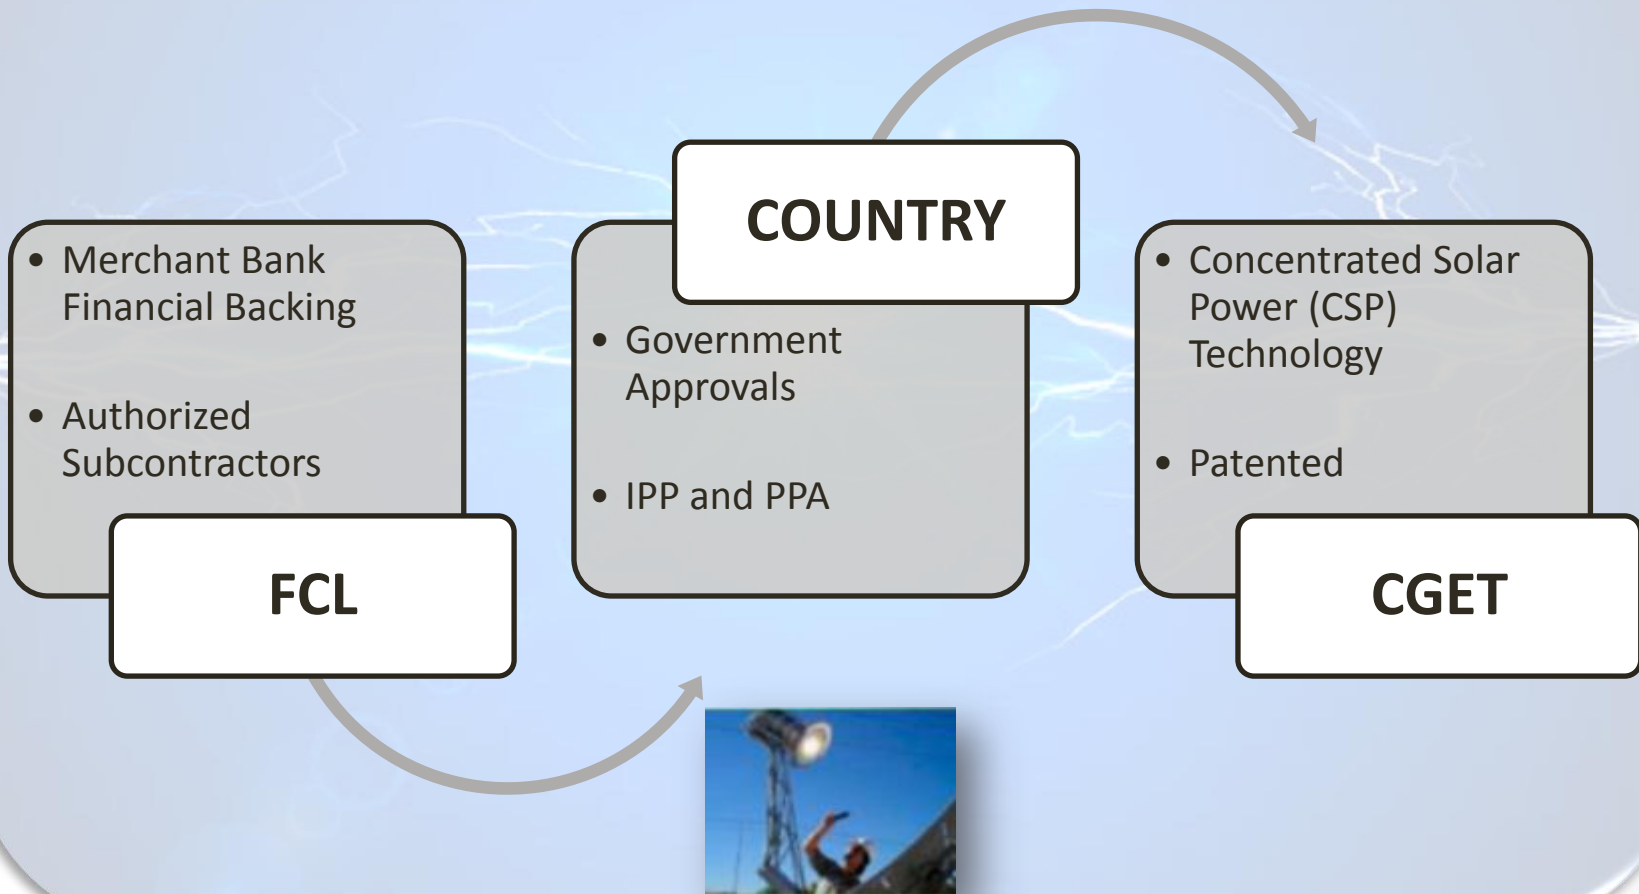 • Merchant Bank
Financial Backing
• Authorized
Subcontractors
FCL
COUNTRY
• Government
Approvals
• IPP and PPA
• Concentrated Solar
Power (CSP)
Technology
• Patented
CGET